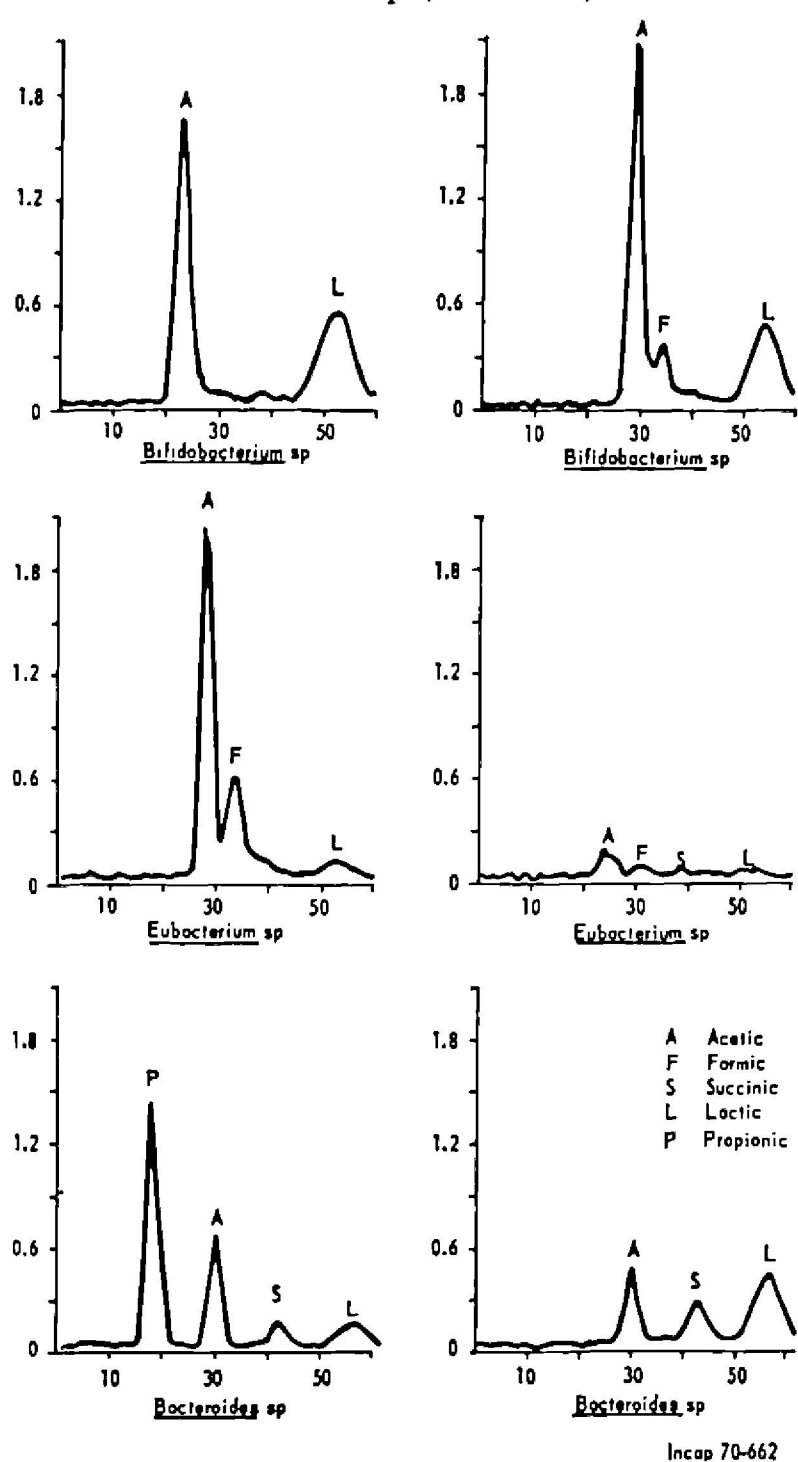 A
1.8
1.2
0.6
0
L
10 30 50
Bifidobacterium sp
A
1.8
1.2
0.6
0
F
L
10 30 50
Bifidobacterium sp
A
1.8
1.2
0.6
0
F
L
10 30 50
Eubacterium sp
1.8
1.2
0.6
0
A F S L
10 30 50
Eubacterium sp
1.8
1.2
0.6
0
P
A
S L
10 30 50
Bacteroides sp
1.8
1.2
0.6
0
A Acetic
F Formic
S Succinic
L Lactic
P Propionic
A S L
10 30 50
Bacteroides sp
Incap 70-662